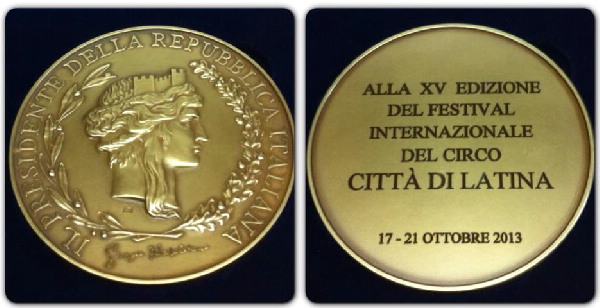 IL PRESIDENTE DELLA REPUBBLICA ITALIANA
ALLA XV EDIZIONE
DEL FESTIVAL
INTERNAZIONALE
DEL CIRCO
CITTÀ DI LATINA
17 - 21 OTTOBRE 2013